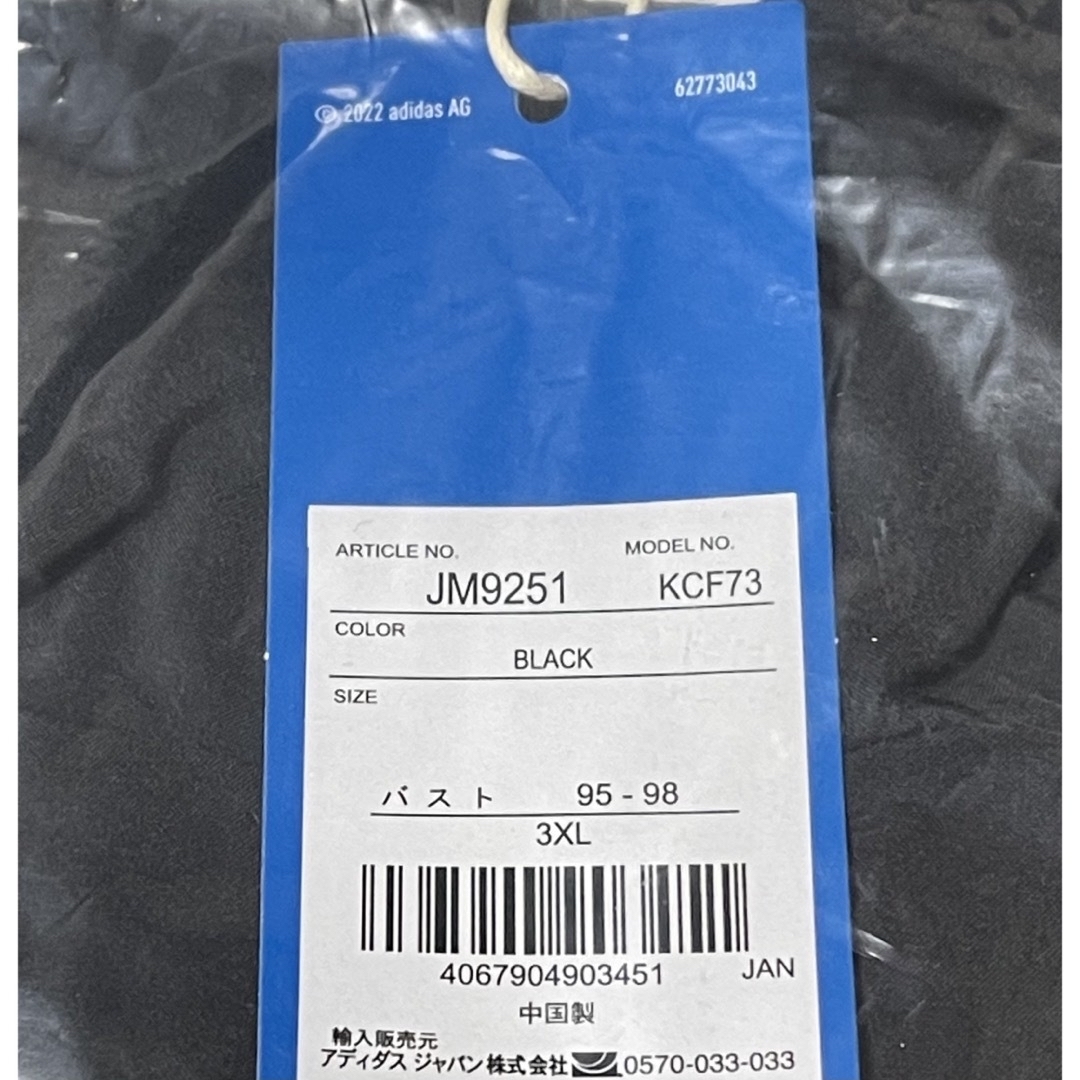 © 2022 adidas AG
62773043
ARTICLE NO. MODEL NO.
JM9251 KCF73
COLOR
BLACK
SIZE
バスト 95 - 98
3XL
4067904903451 JAN
中国製
輸入販売元
アディダス ジャパン株式会社 0570-033-033